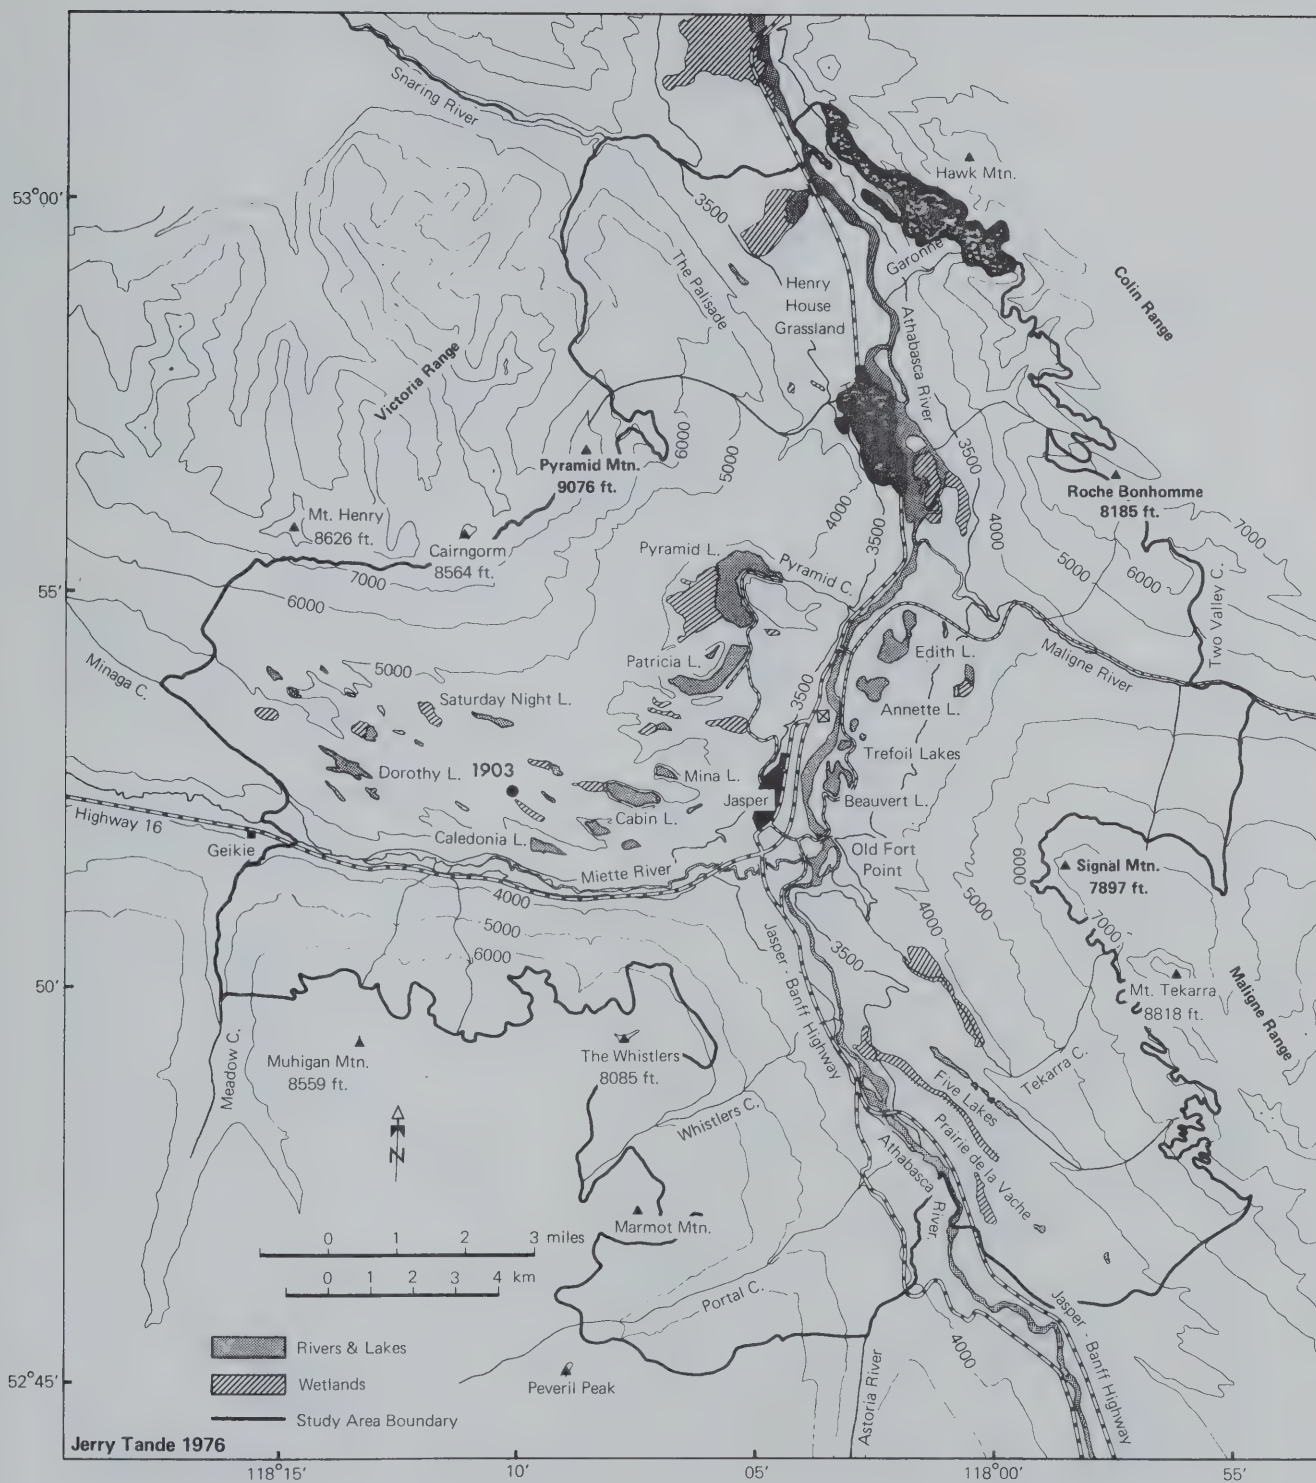 Snaring River
Hawk Mtn.
53°00'
3500
The Palisade
Garonne
Colin Range
Henry
House
Grassland
Athabasca River
Victoria Range
6000
5000
3500
Pyramid Mtn.
9076 ft.
Roche Bonhomme
8185 ft.
Mt. Henry
8626 ft.
Cairngorm
8564 ft.
4000
3500
4000
7000
Pyramid L.
Pyramid C.
5000
6000
7000
55'
6000
Two Valley C.
Minaga C.
5000
Patricia L.
Edith L.
Maligne River
3500
Saturday Night L.
Annette L.
Trefoil Lakes
Dorothy L.
1903
Mina L.
Jasper
Beauvert L.
Highway 16
Cabin L.
Geikie
Caledonia L.
Old Fort
Point
Miette River
6000
Signal Mtn.
7897 ft.
4000
5000
4000
5000
7000
6000
3500
Jasper - Banff Highway
50'
Mt. Tekarra
8818 ft.
Maligne Range
Meadow C.
Muhigan Mtn.
8559 ft.
The Whistlers
8085 ft.
Five Lakes
Tekarra C.
Whistlers C.
Prairie de la Vache
Athabasca
River.
N
Marmot Mtn.
0 1 2 3 miles
0 1 2 3 4 km
Portal C.
Jasper - Banff Highway
4000
Rivers & Lakes
Wetlands
Study Area Boundary
52°45'
Peveril Peak
Astoria River
Jerry Tande 1976
118°15' 10' 05' 118°00' 55'